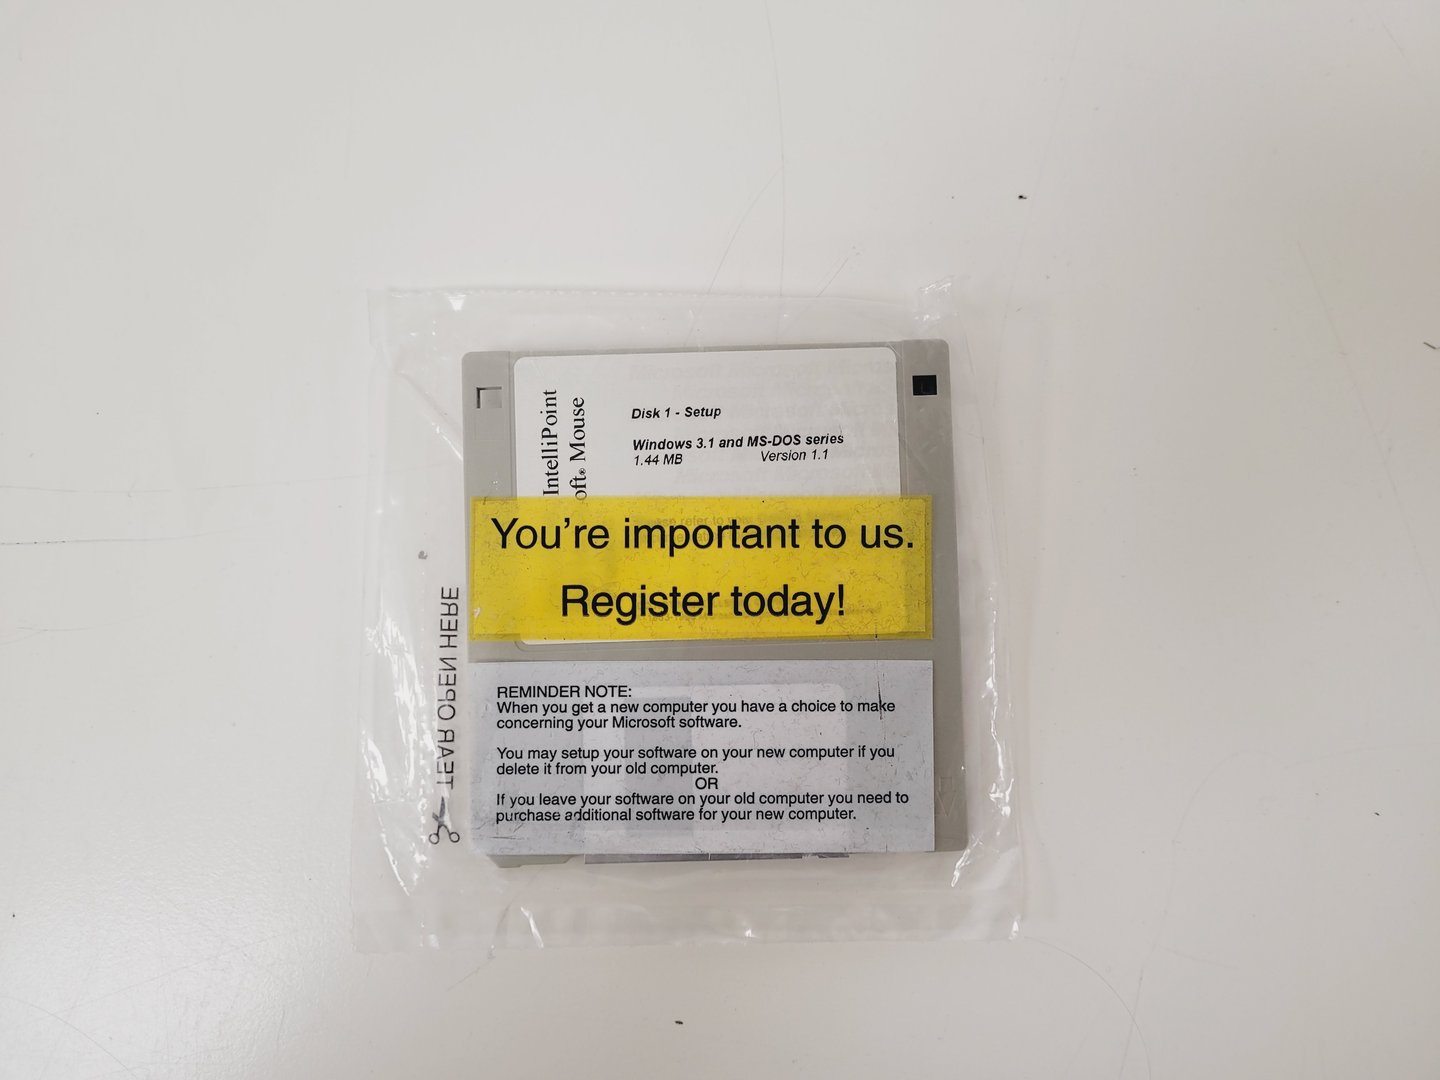 IntelliPoint
oft® Mouse
Disk 1 - Setup
Windows 3.1 and MS-DOS series
1.44 MB Version 1.1
You're important to us.
Register today!
TEAR OPEN HERE
REMINDER NOTE:
When you get a new computer you have a choice to make
concerning your Microsoft software.
You may setup your software on your new computer if you
delete it from your old computer.
OR
If you leave your software on your old computer you need to
purchase additional software for your new computer.